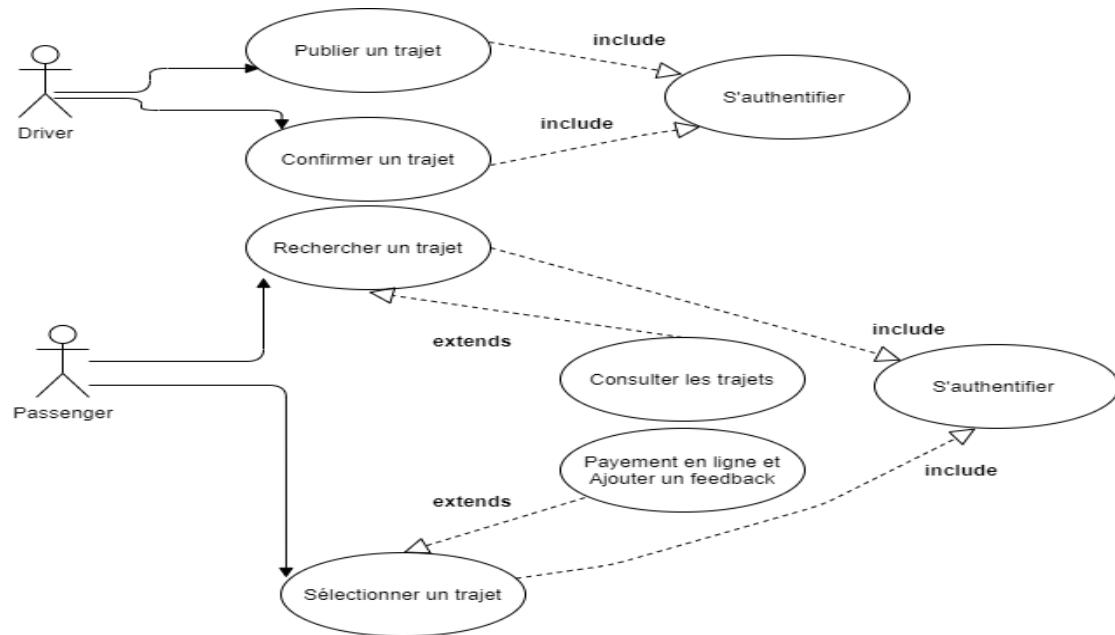 Publier un trajet
include
S'authentifier
Driver
include
Confirmer un trajet
Rechercher un trajet
include
extends
Consulter les trajets
S'authentifier
Passenger
Payement en ligne et
Ajouter un feedback
include
extends
Sélectionner un trajet